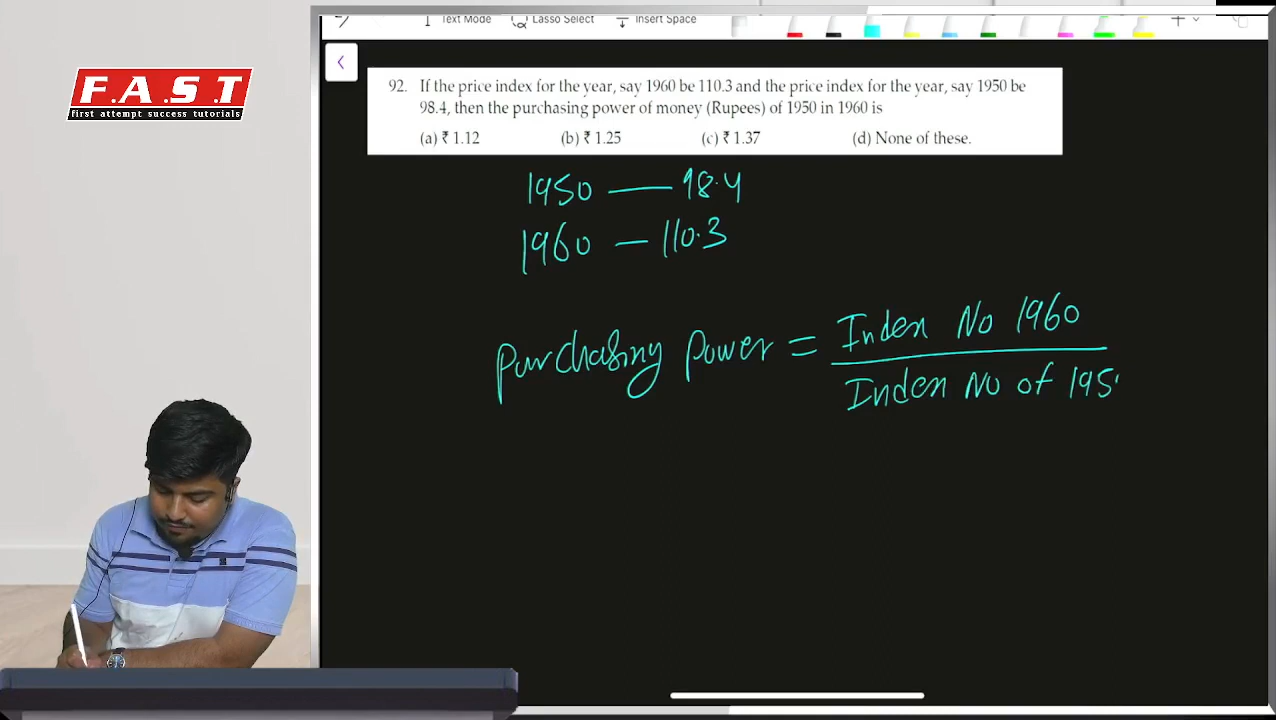 Text Mode Lasso Select Insert Space
F.A.S.T
first attempt success tutorials
92. If the price index for the year, say 1960 be 110.3 and the price index for the year, say 1950 be
98.4, then the purchasing power of money (Rupees) of 1950 in 1960 is
(a) ₹ 1.12 (b) ₹ 1.25 (c) ₹ 1.37 (d) None of these.
1950 — 98.4
1960 — 110.3
Purchasing Power = Index No 1960
Index No of 195